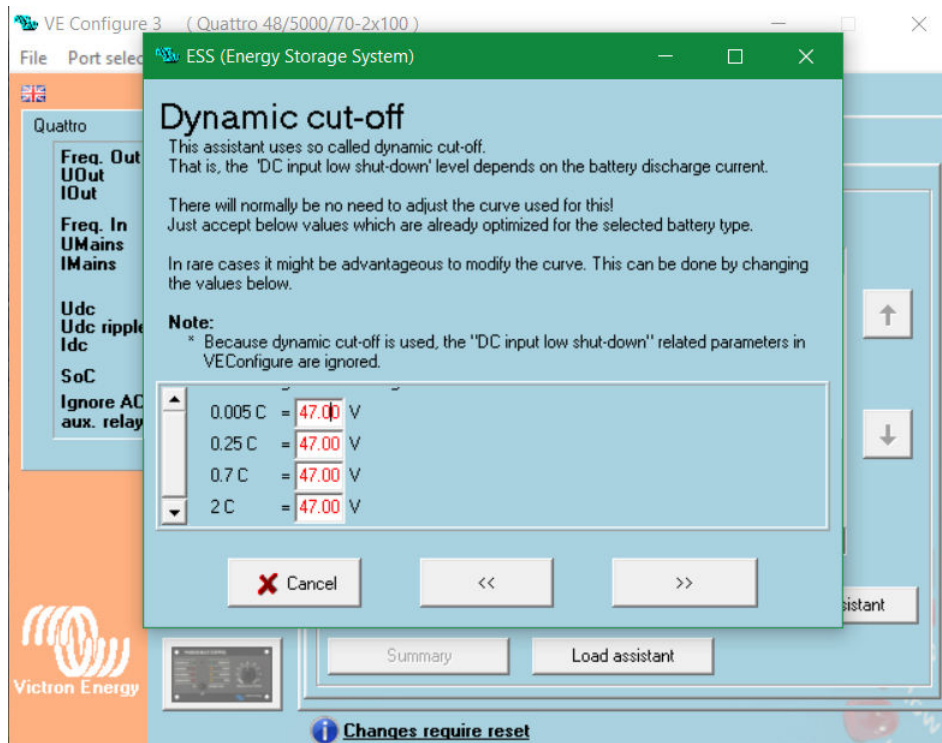 VE Configure 3 ( Quattro 48/5000/70-2x100 )
File Port selec
ESS (Energy Storage System)
Quattro
Freq. Out
UOut
IOut
Freq. In
UMains
IMains
Udc
Udc ripple
Idc
SoC
Ignore AC
aux. relay
Dynamic cut-off
This assistant uses so called dynamic cut-off.
That is, the 'DC input low shut-down' level depends on the battery discharge current.
There will normally be no need to adjust the curve used for this!
Just accept below values which are already optimized for the selected battery type.
In rare cases it might be advantageous to modify the curve. This can be done by changing
the values below.
Note:
* Because dynamic cut-off is used, the "DC input low shut-down" related parameters in
VEConfigure are ignored.
0.005 C = 47.00 V
0.25 C = 47.00 V
0.7 C = 47.00 V
2 C = 47.00 V
Cancel << >>
sistant
Summary Load assistant
Victron Energy
Changes require reset